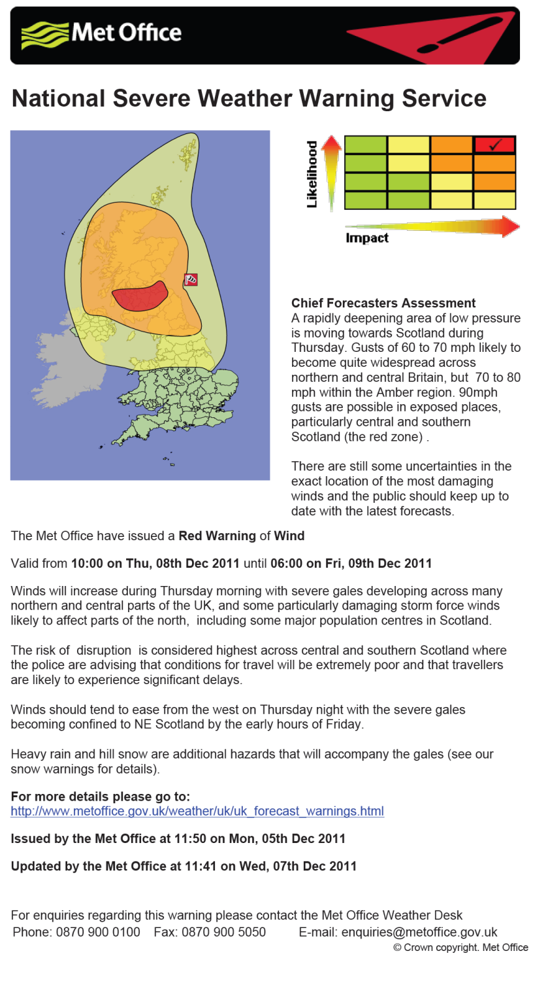 Met Office
National Severe Weather Warning Service
Likelihood
Impact
Chief Forecasters Assessment
A rapidly deepening area of low pressure
is moving towards Scotland during
Thursday. Gusts of 60 to 70 mph likely to
become quite widespread across
northern and central Britain, but  70 to 80
mph within the Amber region. 90mph
gusts are possible in exposed places,
particularly central and southern
Scotland (the red zone) .
There are still some uncertainties in the
exact location of the most damaging
winds and the public should keep up to
date with the latest forecasts.
The Met Office have issued a Red Warning of Wind
Valid from 10:00 on Thu, 08th Dec 2011 until 06:00 on Fri, 09th Dec 2011
Winds will increase during Thursday morning with severe gales developing across many
northern and central parts of the UK, and some particularly damaging storm force winds
likely to affect parts of the north,  including some major population centres in Scotland.
The risk of  disruption  is considered highest across central and southern Scotland where
the police are advising that conditions for travel will be extremely poor and that travellers
are likely to experience significant delays.
Winds should tend to ease from the west on Thursday night with the severe gales
becoming confined to NE Scotland by the early hours of Friday.
Heavy rain and hill snow are additional hazards that will accompany the gales (see our
snow warnings for details).
For more details please go to:
http://www.metoffice.gov.uk/weather/uk/uk_forecast_warnings.html
Issued by the Met Office at 11:50 on Mon, 05th Dec 2011
Updated by the Met Office at 11:41 on Wed, 07th Dec 2011
For enquiries regarding this warning please contact the Met Office Weather Desk
Phone: 0870 900 0100    Fax: 0870 900 5050    E-mail: enquiries@metoffice.gov.uk
© Crown copyright. Met Office